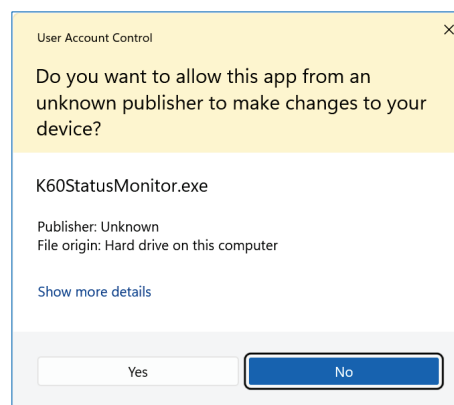 User Account Control
Do you want to allow this app from an
unknown publisher to make changes to your
device?
K60StatusMonitor.exe
Publisher: Unknown
File origin: Hard drive on this computer
Show more details
Yes
No